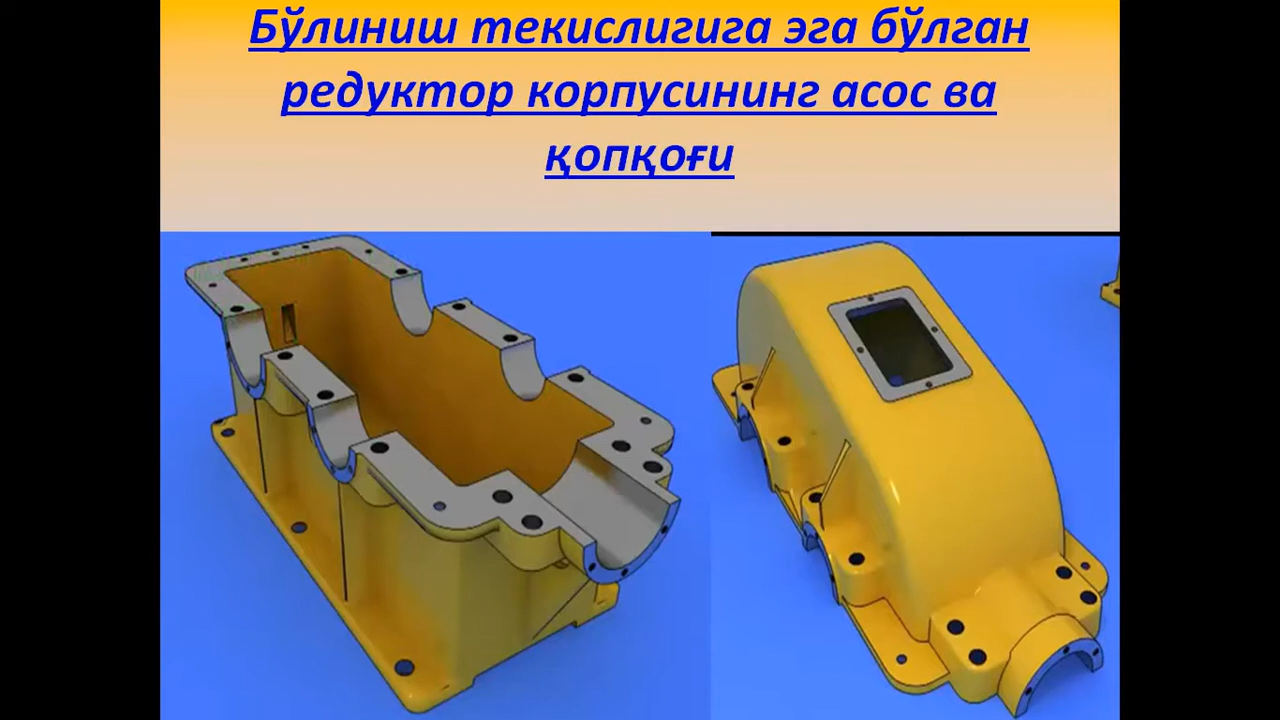 Бўлиниш текислигига эга бўлган
редуктор корпусининг асос ва
қопқоғи